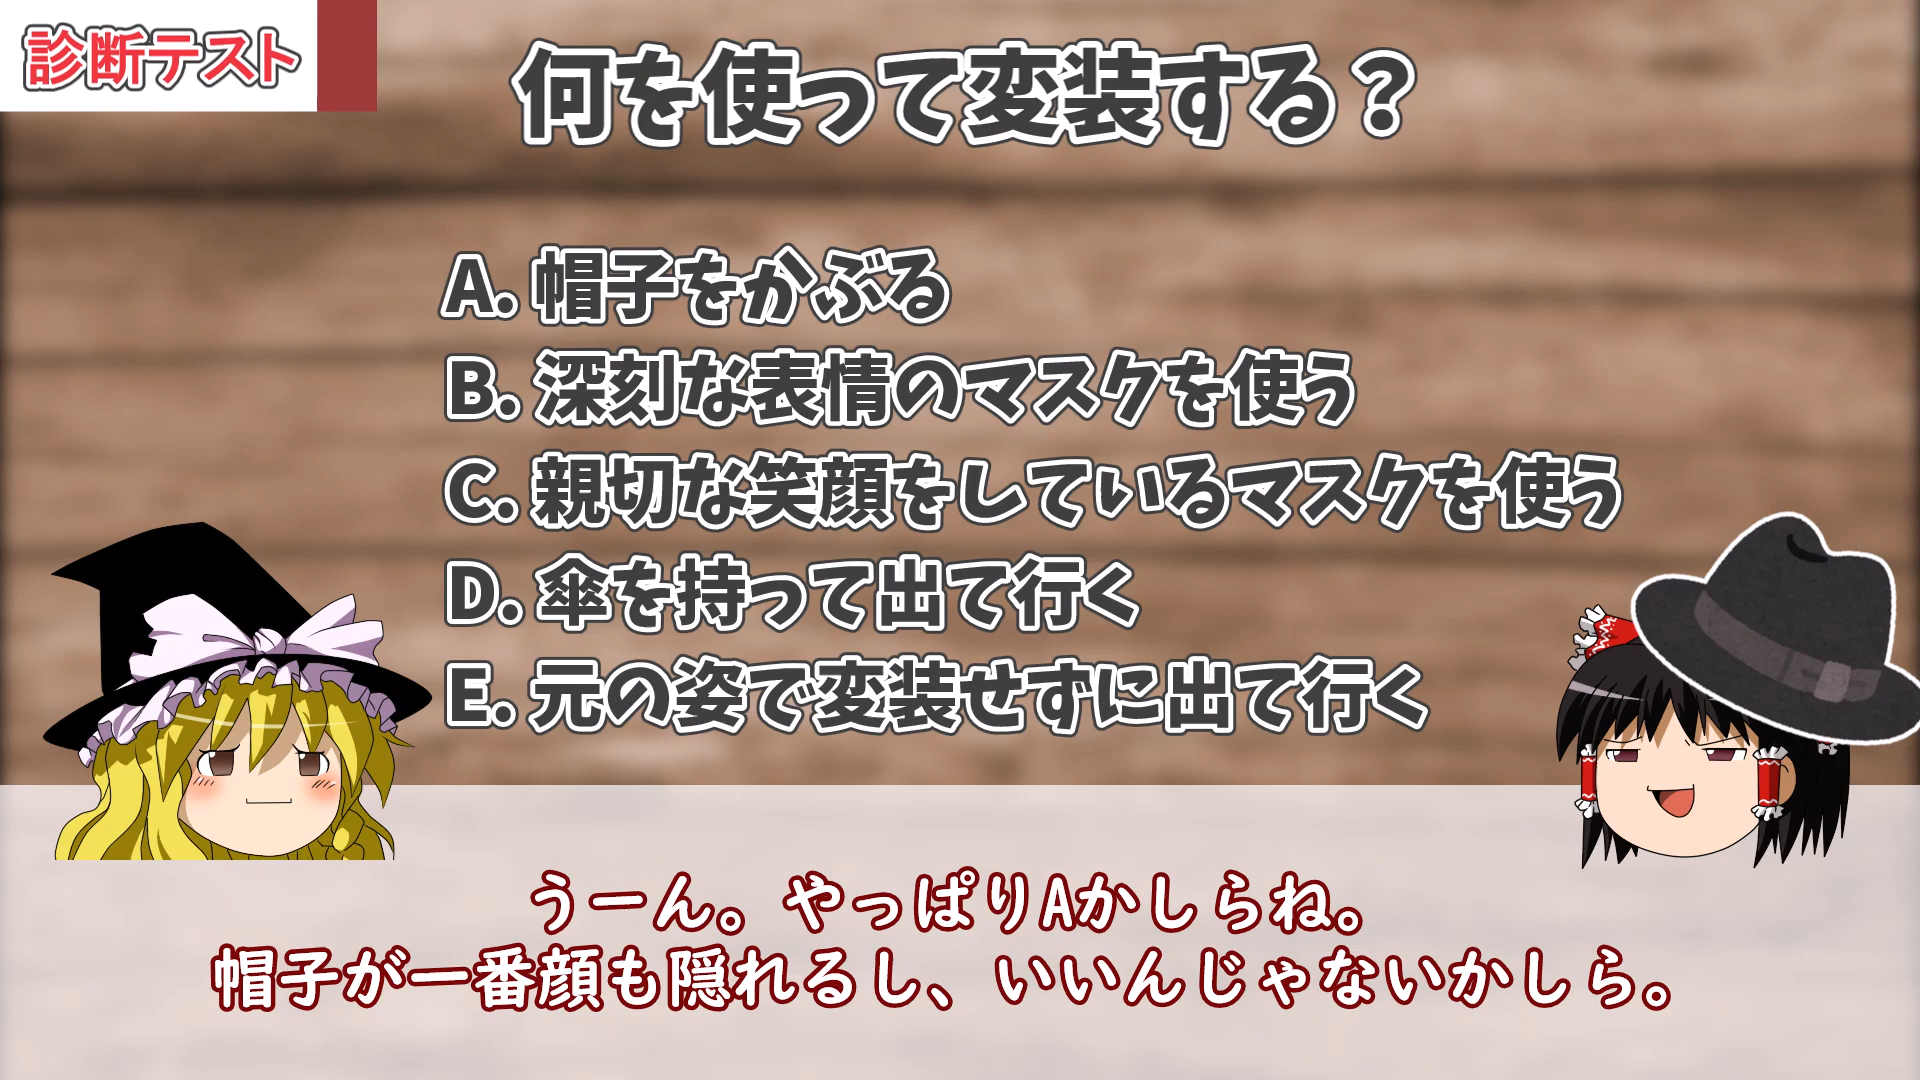 診断テスト
何を使って変装する？
A. 帽子をかぶる
B. 深刻な表情のマスクを使う
C. 親切な笑顔をしているマスクを使う
D. 傘を持って出て行く
E. 元の姿で変装せずに出て行く
うーん。やっぱりAかしらね。
帽子が一番顔も隠れるし、いいんじゃないかしら。